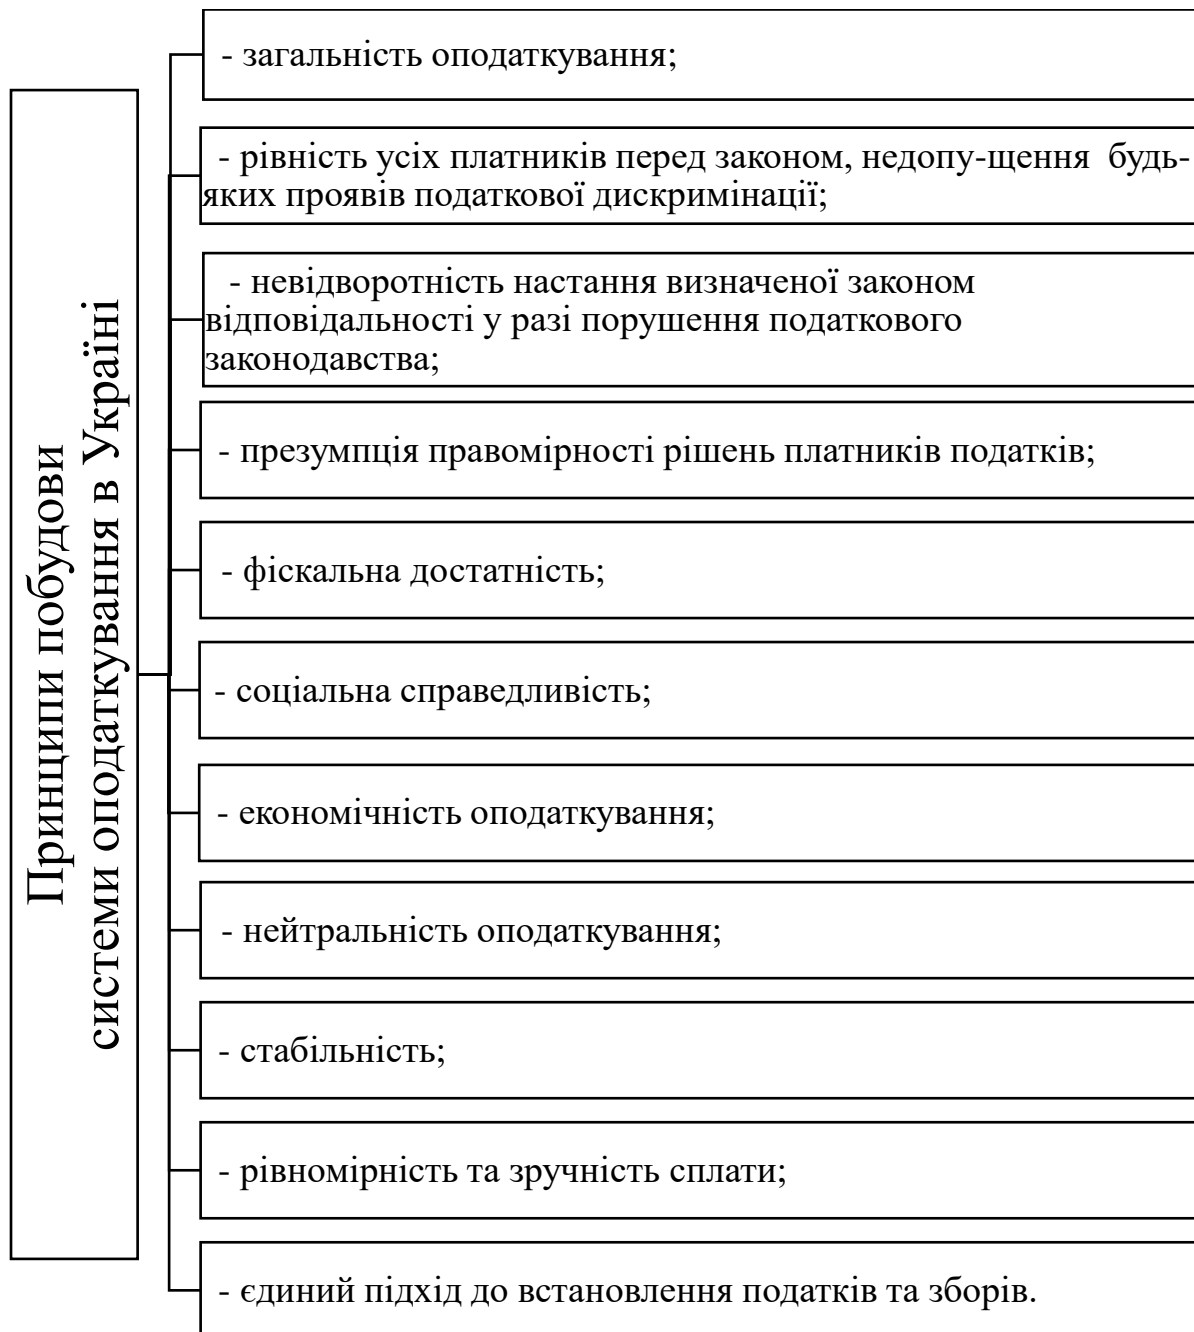 Принципи побудови
системи оподаткування в Україні
- загальність оподаткування;
- рівність усіх платників перед законом, недопу-щення будь-
яких проявів податкової дискримінації;
- невідворотність настання визначеної законом
відповідальності у разі порушення податкового
законодавства;
- презумпція правомірності рішень платників податків;
- фіскальна достатність;
- соціальна справедливість;
- економічність оподаткування;
- нейтральність оподаткування;
- стабільність;
- рівномірність та зручність сплати;
- єдиний підхід до встановлення податків та зборів.